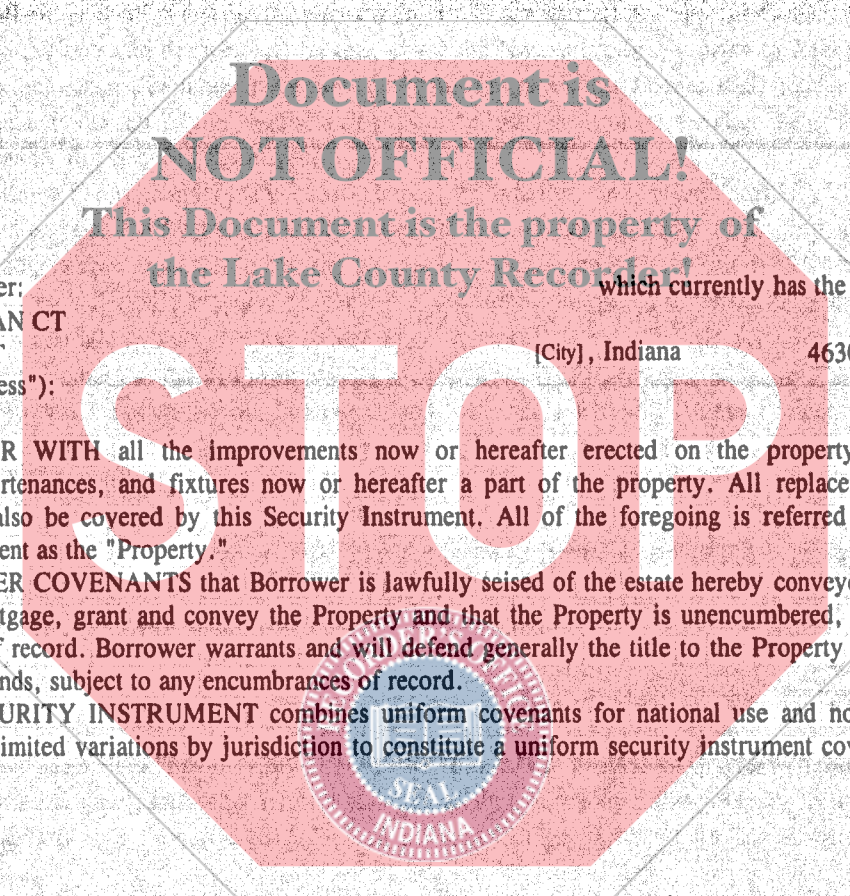 Document is
NOT OFFICIAL!
This Document is the property of
the Lake County Recorder!
er: which currently has the
AN CT
[City] , Indiana 4630
ess"):
STOP
R WITH all the improvements now or hereafter erected on the property
rtenances, and fixtures now or hereafter a part of the property. All replace
also be covered by this Security Instrument. All of the foregoing is referred
ent as the "Property."
ER COVENANTS that Borrower is lawfully seised of the estate hereby conveye
tgage, grant and convey the Property and that the Property is unencumbered,
f record. Borrower warrants and will defend generally the title to the Property
nds, subject to any encumbrances of record.
URITY INSTRUMENT combines uniform covenants for national use and no
imited variations by jurisdiction to constitute a uniform security instrument cov
RECORDER'S OFFICE
SEAL
INDIANA